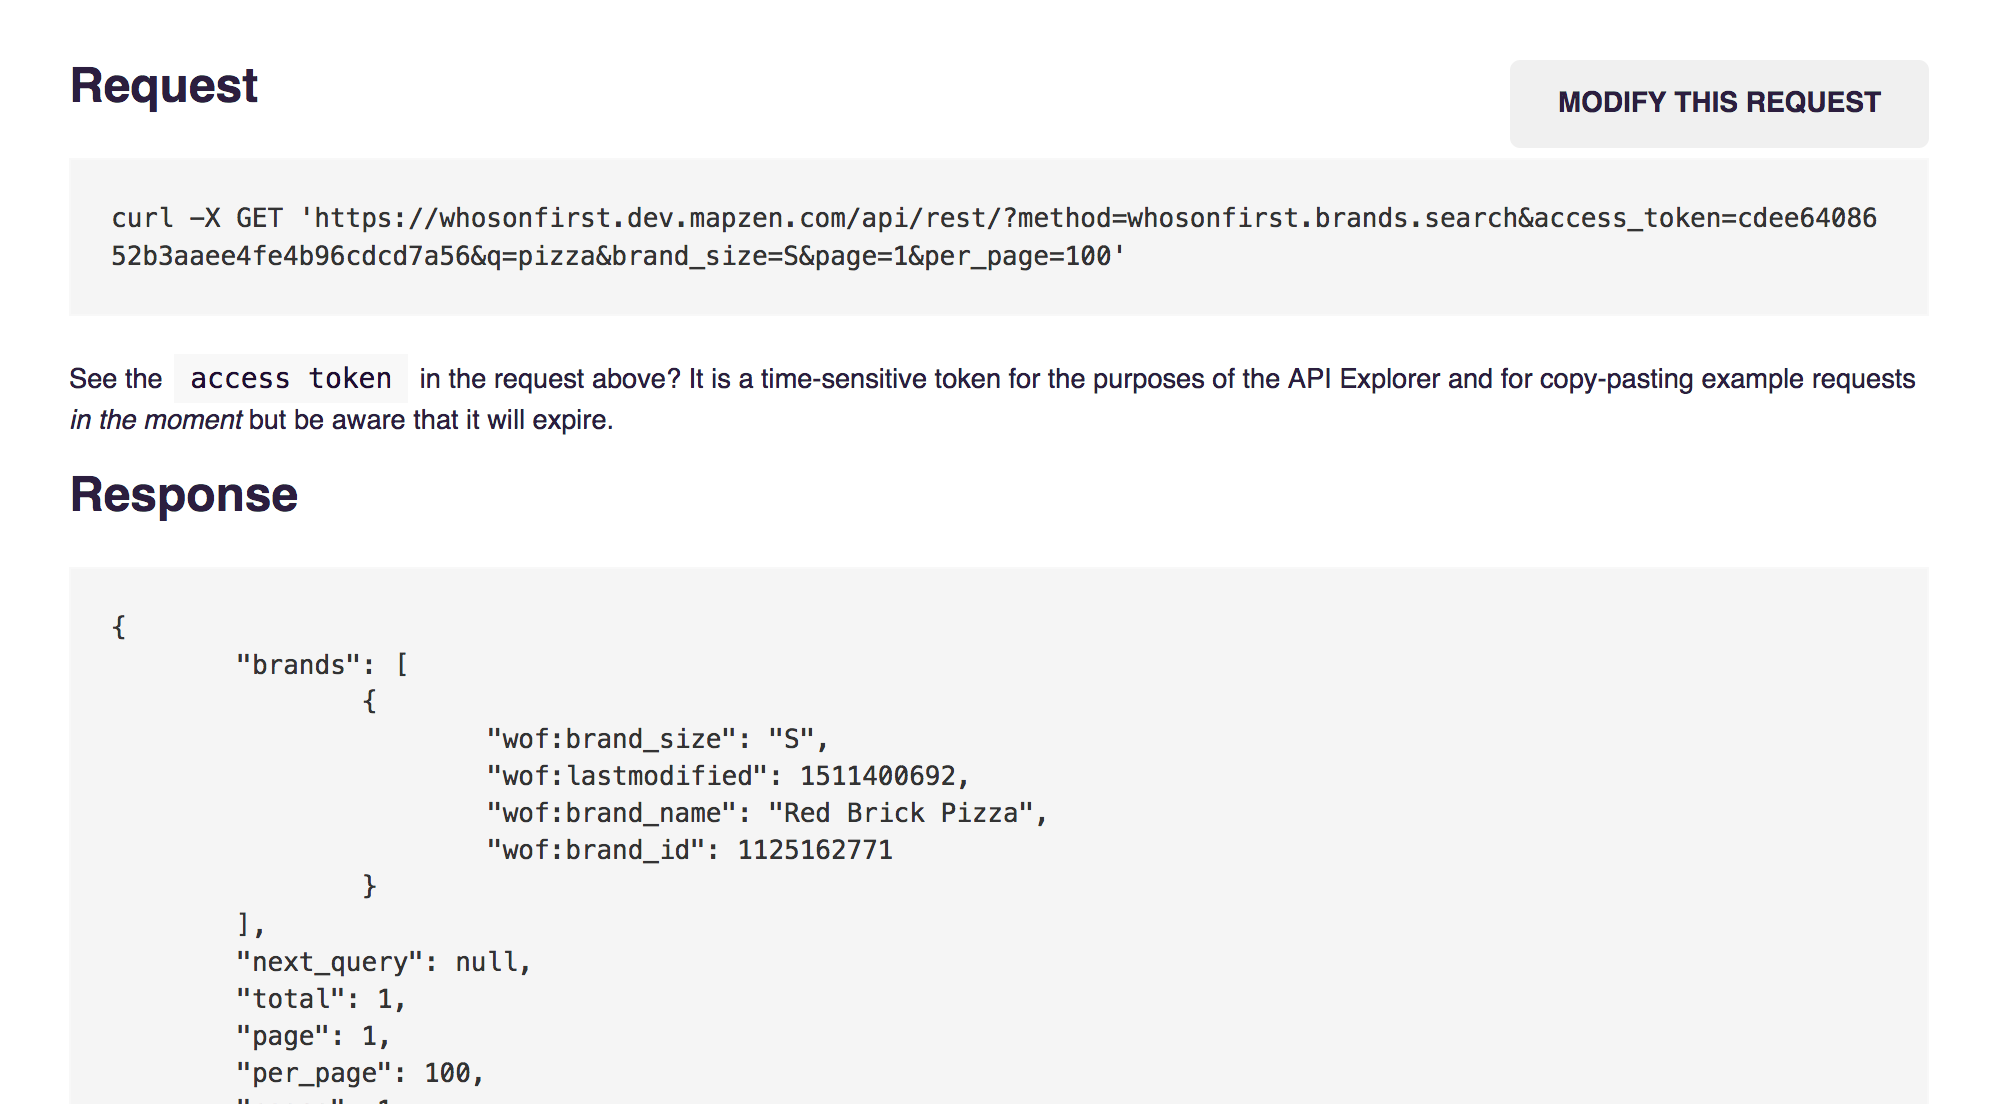 Request
MODIFY THIS REQUEST
curl -X GET 'https://whosonfirst.dev.mapzen.com/api/rest/?method=whosonfirst.brands.search&access_token=cdee64086
52b3aaee4fe4b96cdcd7a56&q=pizza&brand_size=S&page=1&per_page=100'
See the access token in the request above? It is a time-sensitive token for the purposes of the API Explorer and for copy-pasting example requests
in the moment but be aware that it will expire.
Response
{
"brands": [
{
"wof:brand_size": "S",
"wof:lastmodified": 1511400692,
"wof:brand_name": "Red Brick Pizza",
"wof:brand_id": 1125162771
}
],
"next_query": null,
"total": 1,
"page": 1,
"per_page": 100,